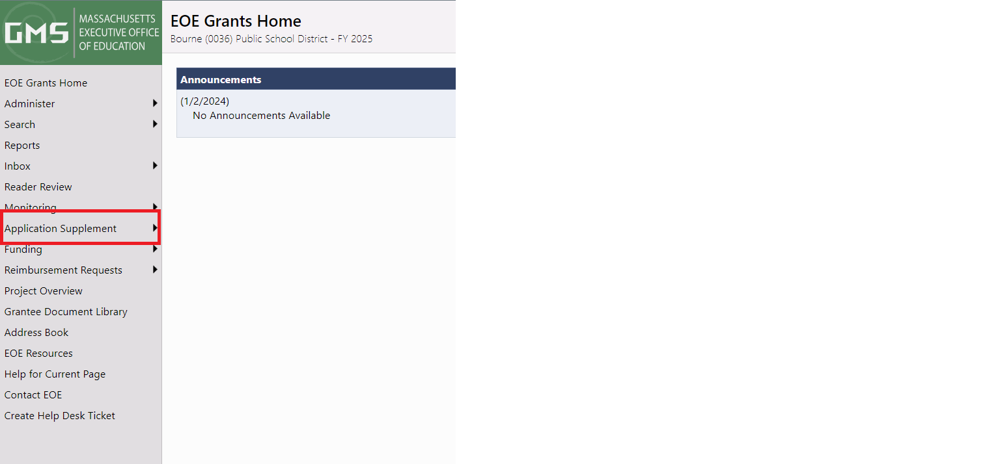 GMS
MASSACHUSETTS
EXECUTIVE OFFICE
OF EDUCATION
EOE Grants Home
Bourne (0036) Public School District - FY 2025
EOE Grants Home
Administer
Search
Reports
Inbox
Reader Review
Monitoring
Application Supplement
Funding
Reimbursement Requests
Project Overview
Grantee Document Library
Address Book
EOE Resources
Help for Current Page
Contact EOE
Create Help Desk Ticket
Announcements
(1/2/2024)
No Announcements Available